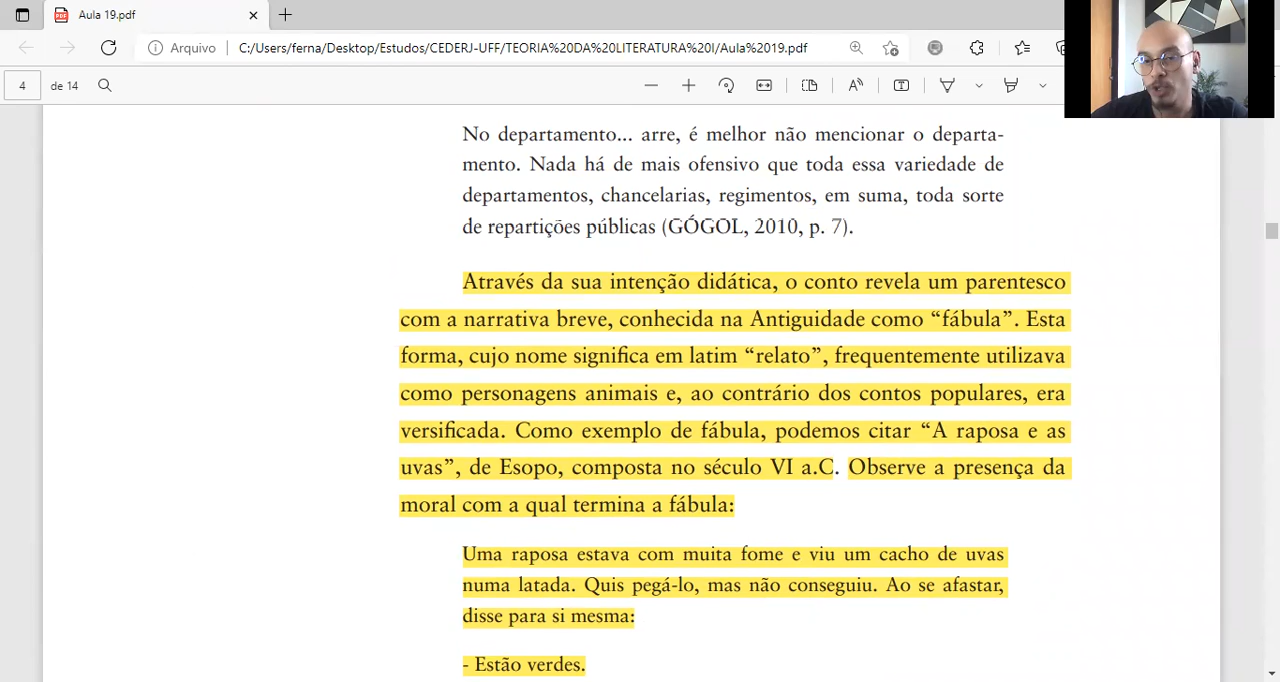 Aula 19.pdf
Arquivo
C:/Users/ferna/Desktop/Estudos/CEDERJ-UFF/TEORIA%20DA%20LITERATURA%20I/Aula%2019.pdf
4
de 14
No departamento... arre, é melhor não mencionar o departa-
mento. Nada há de mais ofensivo que toda essa variedade de
departamentos, chancelarias, regimentos, em suma, toda sorte
de repartições públicas (GÓGOL, 2010, p. 7).
Através da sua intenção didática, o conto revela um parentesco
com a narrativa breve, conhecida na Antiguidade como “fábula”. Esta
forma, cujo nome significa em latim “relato”, frequentemente utilizava
como personagens animais e, ao contrário dos contos populares, era
versificada. Como exemplo de fábula, podemos citar “A raposa e as
uvas”, de Esopo, composta no século VI a.C. Observe a presença da
moral com a qual termina a fábula:
Uma raposa estava com muita fome e viu um cacho de uvas
numa latada. Quis pegá-lo, mas não conseguiu. Ao se afastar,
disse para si mesma:
- Estão verdes.